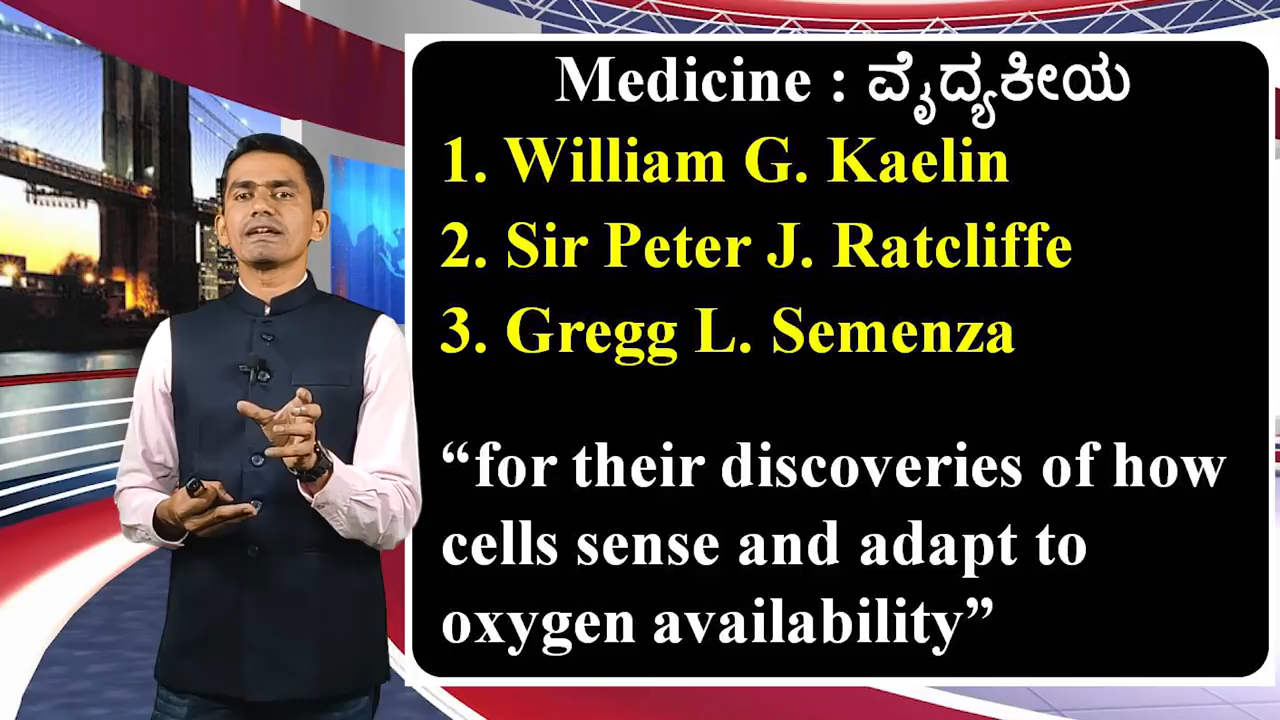 Medicine : ವೈದ್ಯಕೀಯ
1. William G. Kaelin
2. Sir Peter J. Ratcliffe
3. Gregg L. Semenza
“for their discoveries of how
cells sense and adapt to
oxygen availability”